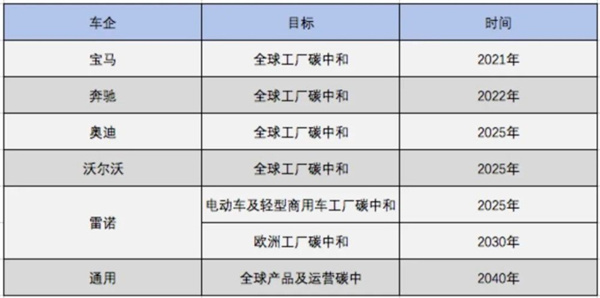 车企 目标 时间
宝马 全球工厂碳中和 2021年
奔驰 全球工厂碳中和 2022年
奥迪 全球工厂碳中和 2025年
沃尔沃 全球工厂碳中和 2025年
雷诺 电动车及轻型商用车工厂碳中和 2025年
欧洲工厂碳中和 2030年
通用 全球产品及运营碳中 2040年